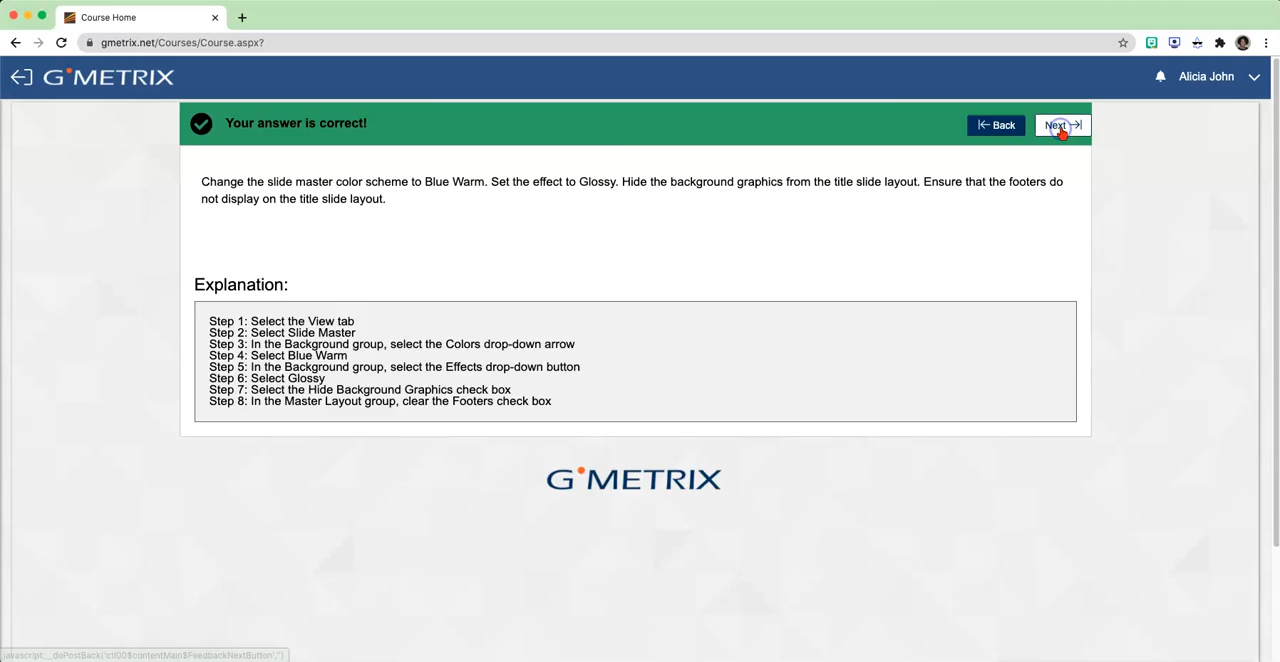 Course Home
gmetrix.net/Courses/Course.aspx?
GMETRIX
Alicia John
Your answer is correct!
Back
Next
Change the slide master color scheme to Blue Warm. Set the effect to Glossy. Hide the background graphics from the title slide layout. Ensure that the footers do
not display on the title slide layout.
Explanation:
Step 1: Select the View tab
Step 2: Select Slide Master
Step 3: In the Background group, select the Colors drop-down arrow
Step 4: Select Blue Warm
Step 5: In the Background group, select the Effects drop-down button
Step 6: Select Glossy
Step 7: Select the Hide Background Graphics check box
Step 8: In the Master Layout group, clear the Footers check box
GMETRIX
javascript:__doPostBack('ctl00$contentMain$FeedbackNextButton','')